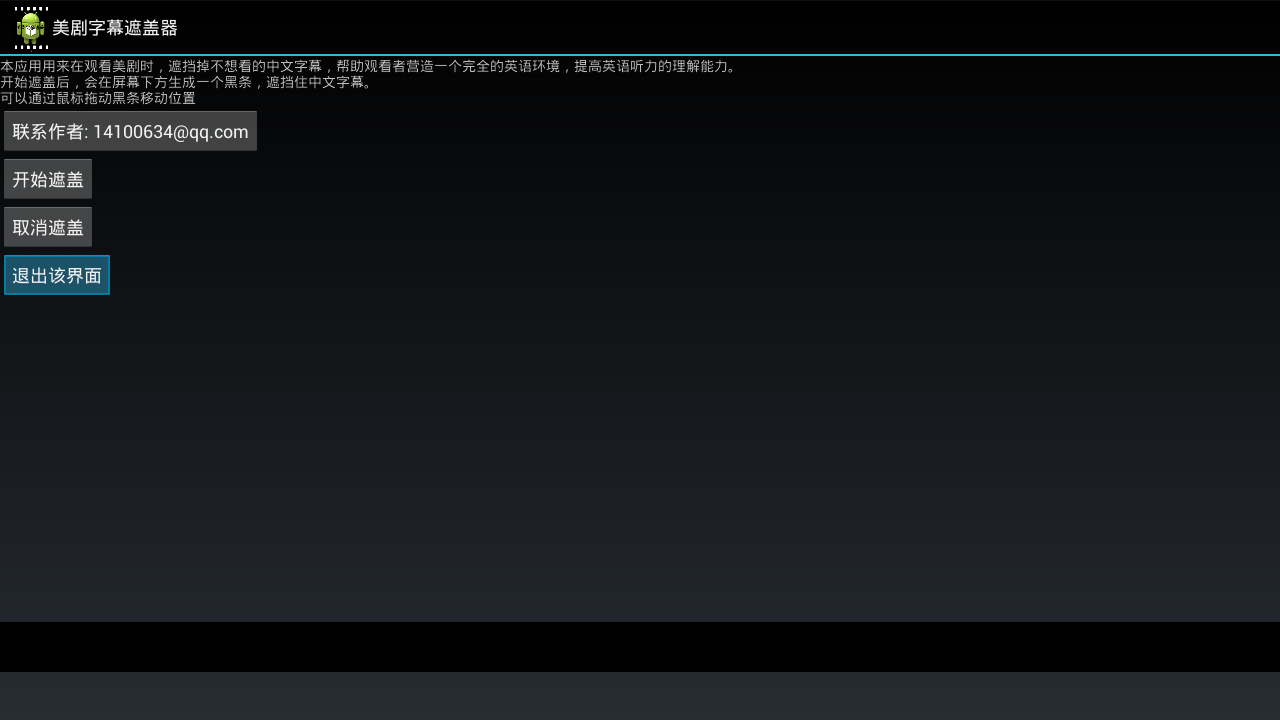 美剧字幕遮盖器
本应用用来在观看美剧时，遮挡掉不想看的中文字幕，帮助观看者营造一个完全的英语环境，提高英语听力的理解能力。
开始遮盖后，会在屏幕下方生成一个黑条，遮挡住中文字幕。
可以通过鼠标拖动黑条移动位置
联系作者: 14100634@qq.com
开始遮盖
取消遮盖
退出该界面